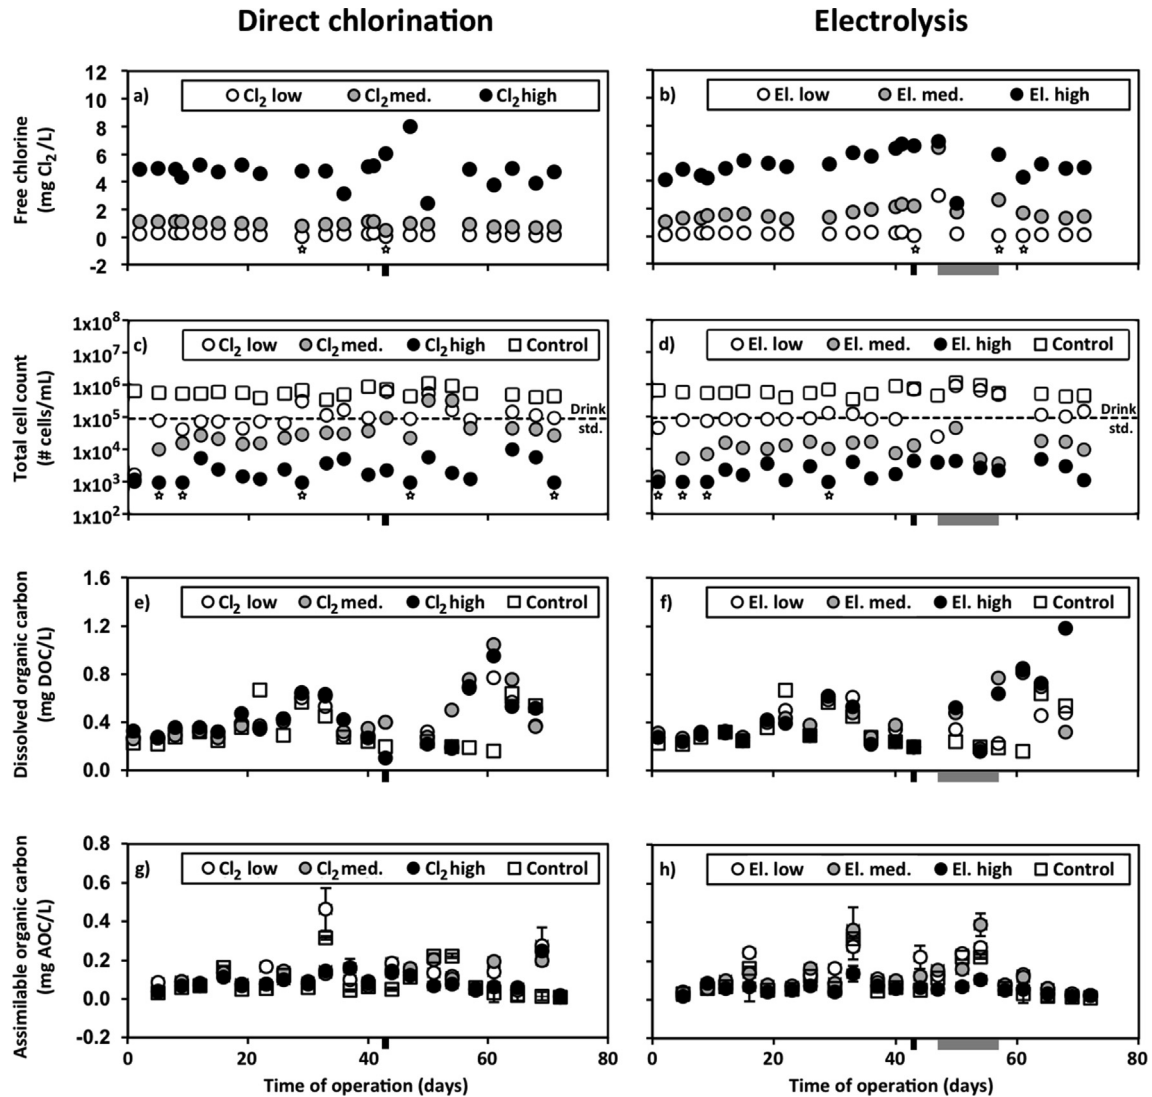 Direct chlorination
Electrolysis
Free chlorine
(mg Cl2/L)
12
10
8
6
4
2
0
-2
a)
Cl2 low
Cl2 med.
Cl2 high
b)
El. low
El. med.
El. high
Total cell count
(# cells/mL)
1x10^8
1x10^7
1x10^6
1x10^5
1x10^4
1x10^3
1x10^2
c)
Cl2 low
Cl2 med.
Cl2 high
Control
Drink
std.
d)
El. low
El. med.
El. high
Control
Drink
std.
Dissolved organic carbon
(mg DOC/L)
1.6
1.2
0.8
0.4
0.0
e)
Cl2 low
Cl2 med.
Cl2 high
Control
f)
El. low
El. med.
El. high
Control
Assimilable organic carbon
(mg AOC/L)
0.8
0.6
0.4
0.2
0.0
-0.2
g)
Cl2 low
Cl2 med.
Cl2 high
Control
h)
El. low
El. med.
El. high
Control
0
20
40
60
0
20
40
60
80
Time of operation (days)
Time of operation (days)